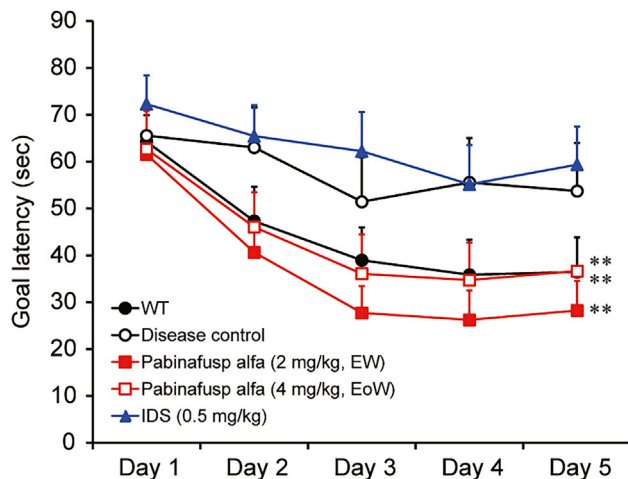 90
80
70
60
50
40
30
20
10
0
Goal latency (sec)
**
**
**
WT
Disease control
Pabinafusp alfa (2 mg/kg, EW)
Pabinafusp alfa (4 mg/kg, EoW)
IDS (0.5 mg/kg)
Day 1 Day 2 Day 3 Day 4 Day 5